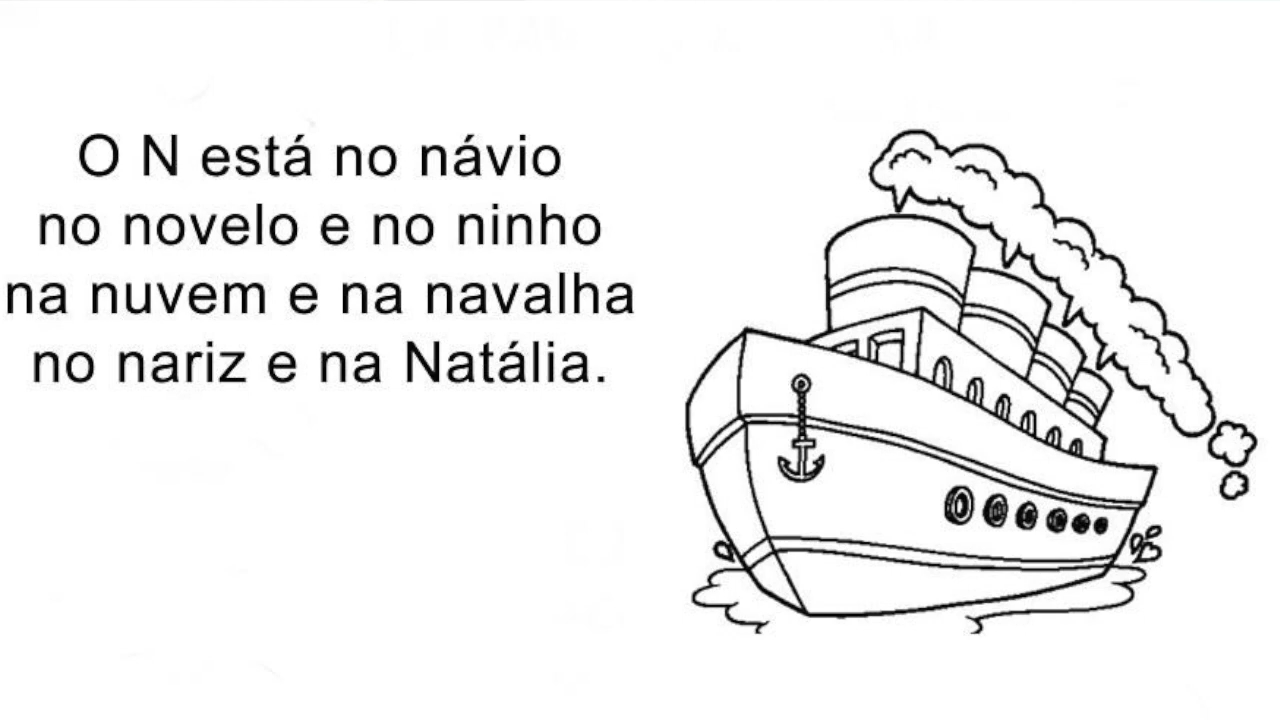 O N está no návio
no novelo e no ninho
na nuvem e na navalha
no nariz e na Natália.